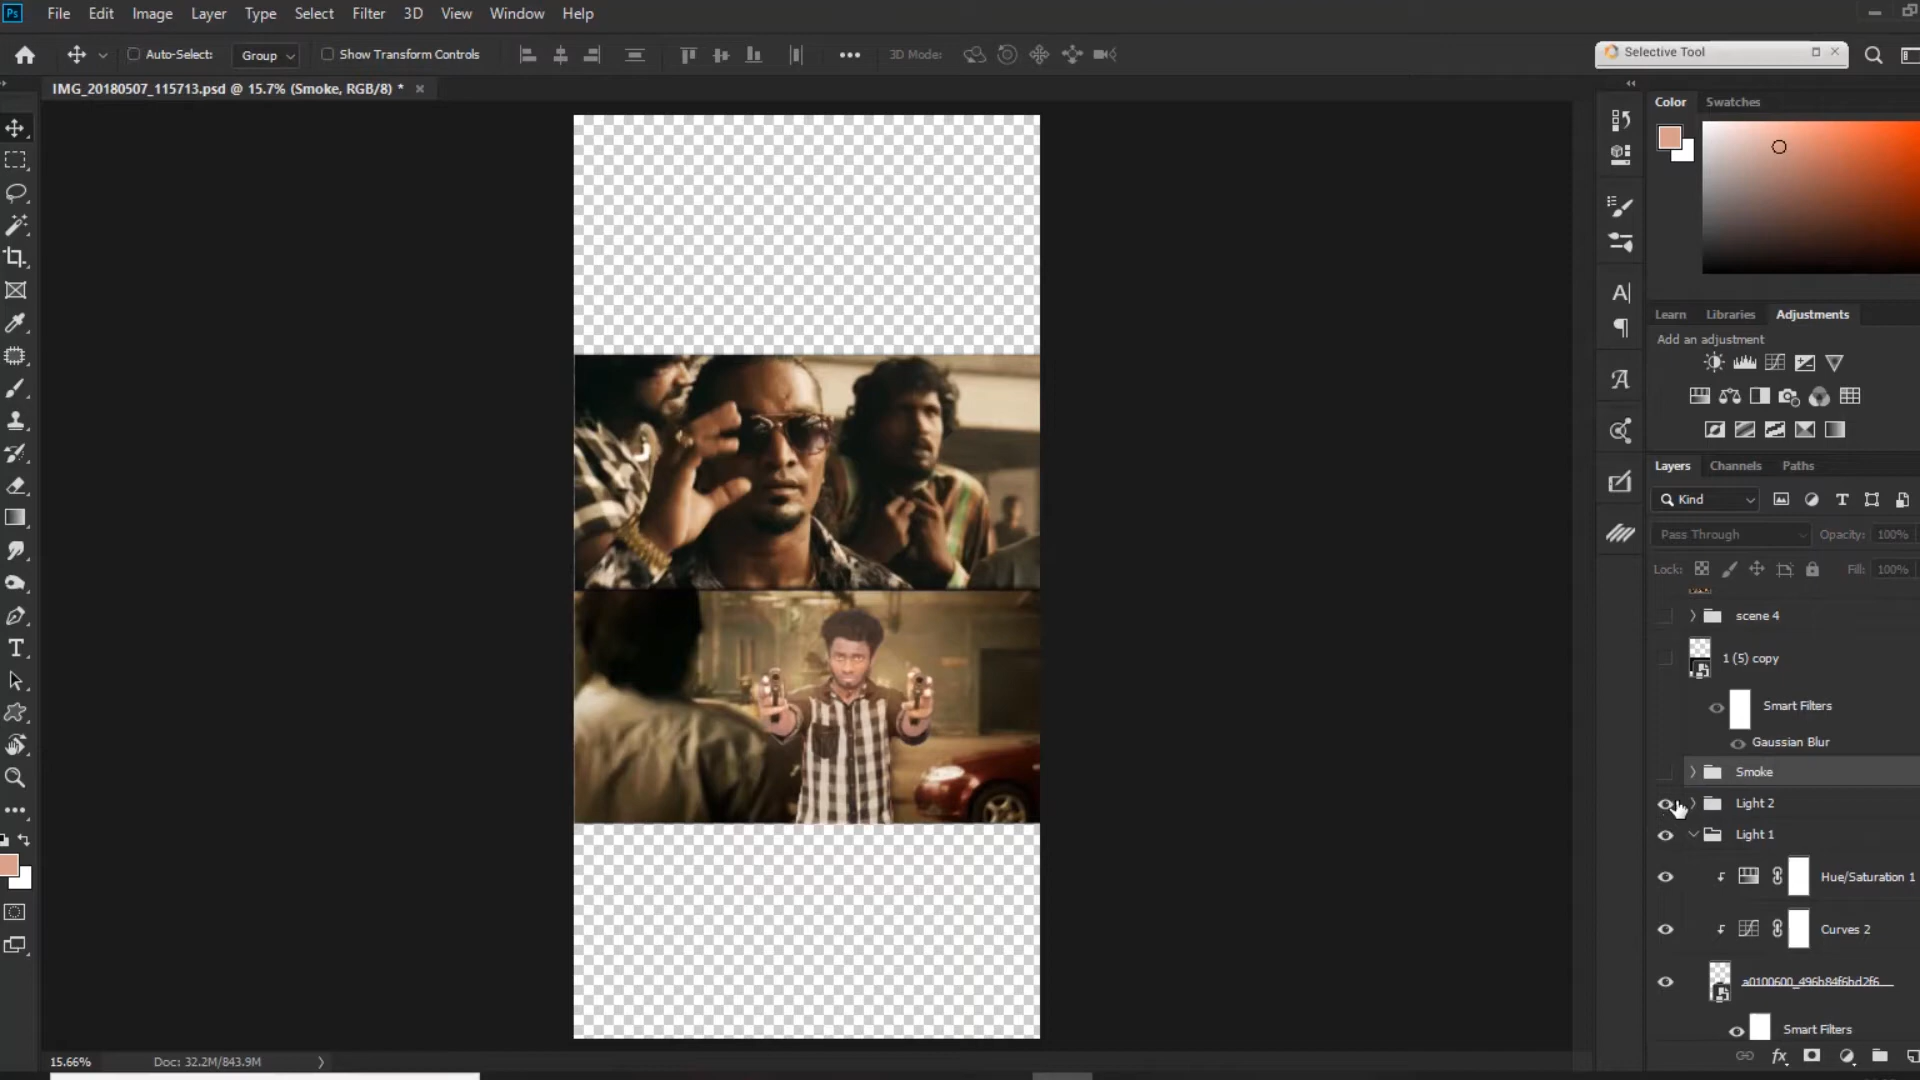 Ps File Edit Image Layer Type Select Filter 3D View Window Help
Auto-Select: Group Show Transform Controls 3D Mode: Selective Tool
IMG_20180507_115713.psd @ 15.7% (Smoke, RGB/8) * ×
Color Swatches
Learn Libraries Adjustments
Add an adjustment
Layers Channels Paths
Kind
Pass Through Opacity: 100%
Lock: Fill: 100%
scene 4
1 (5) copy
Smart Filters
Gaussian Blur
Smoke
Light 2
Light 1
Hue/Saturation 1
Curves 2
a0100600_496b84f6bd2f6
Smart Filters
15.66% Doc: 32.2M/843.9M